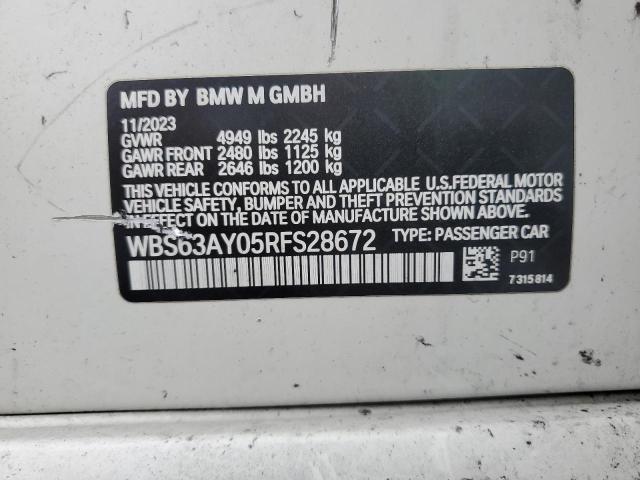 MFD BY BMW M GMBH
11/2023
GVWR 4949 lbs 2245 kg
GAWR FRONT 2480 lbs 1125 kg
GAWR REAR 2646 lbs 1200 kg
THIS VEHICLE CONFORMS TO ALL APPLICABLE U.S.FEDERAL MOTOR
VEHICLE SAFETY, BUMPER AND THEFT PREVENTION STANDARDS
IN EFFECT ON THE DATE OF MANUFACTURE SHOWN ABOVE.
WBS63AY05RFS28672 TYPE: PASSENGER CAR
P91
7315814